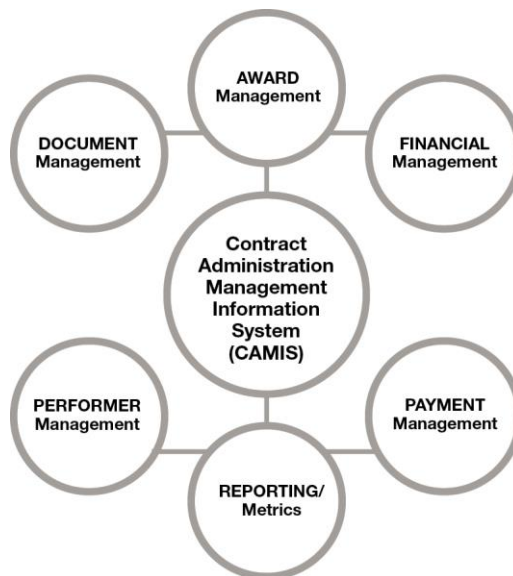 AWARD
Management
DOCUMENT
Management
FINANCIAL
Management
Contract
Administration
Management
Information
System
(CAMIS)
PERFORMER
Management
PAYMENT
Management
REPORTING/
Metrics